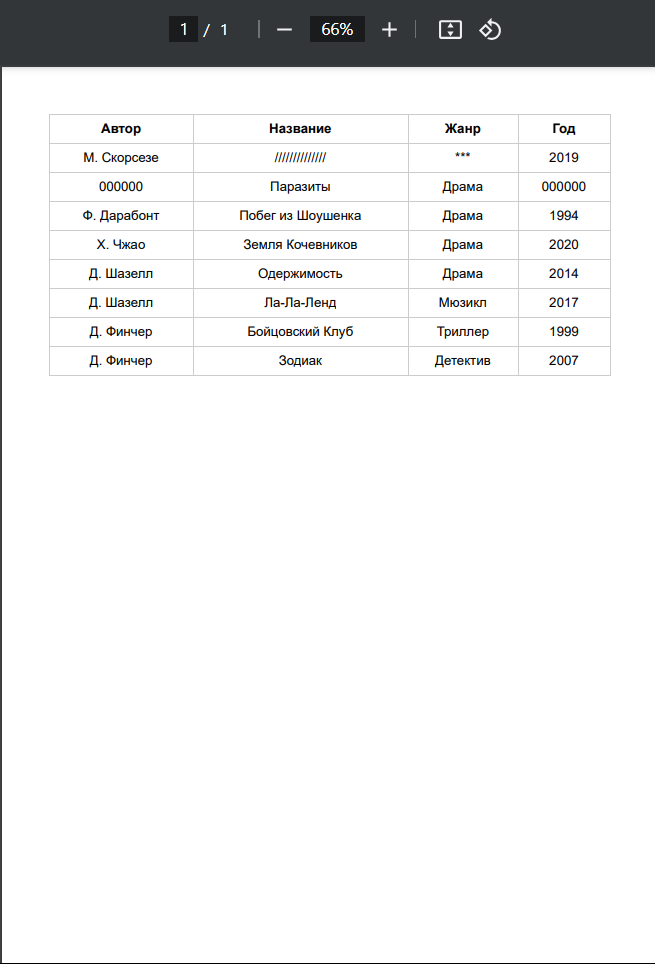 1 / 1 66%
Автор Название Жанр Год
М. Скорсезе ////////////// *** 2019
000000 Паразиты Драма 000000
Ф. Дарабонт Побег из Шоушенка Драма 1994
Х. Чжао Земля Кочевников Драма 2020
Д. Шазелл Одержимость Драма 2014
Д. Шазелл Ла-Ла-Ленд Мюзикл 2017
Д. Финчер Бойцовский Клуб Триллер 1999
Д. Финчер Зодиак Детектив 2007